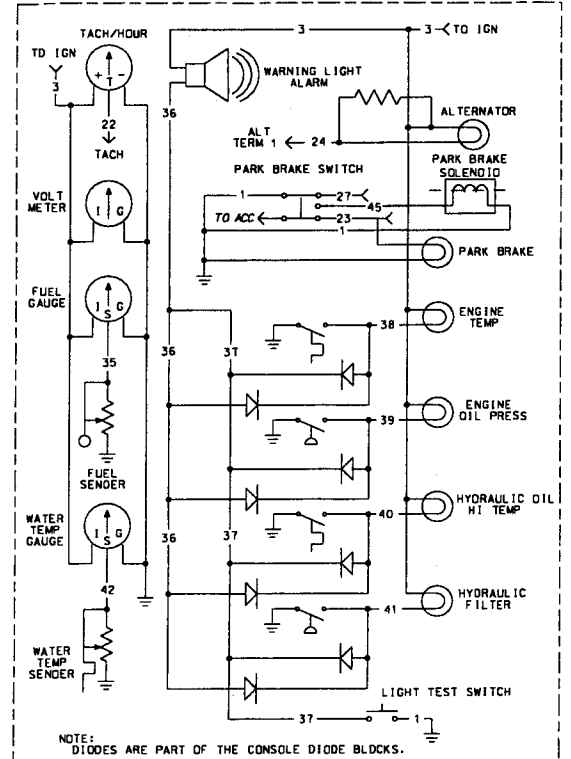 TACH/HOUR
TO IGN
3
+ T -
22
TACH
VOLT
METER
I G
FUEL
GAUGE
I S G
35
FUEL
SENDER
WATER
TEMP
GAUGE
I S G
42
WATER
TEMP
SENDER
3
3
TO IGN
WARNING LIGHT
ALARM
36
ALTERNATOR
ALT
TERM 1
24
PARK BRAKE
SOLENOID
PARK BRAKE SWITCH
1
27
45
TO ACC
23
1
PARK BRAKE
ENGINE
TEMP
38
36
37
39
ENGINE
OIL PRESS
40
HYDRAULIC OIL
HI TEMP
36
37
41
HYDRAULIC
FILTER
LIGHT TEST SWITCH
37
1
NOTE:
DIODES ARE PART OF THE CONSOLE DIODE BLOCKS.